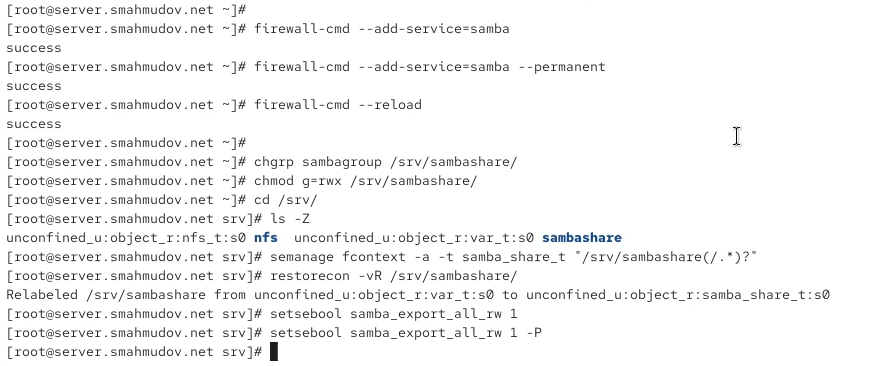 [root@server.smahmudov.net ~]#
[root@server.smahmudov.net ~]# firewall-cmd --add-service=samba
success
[root@server.smahmudov.net ~]# firewall-cmd --add-service=samba --permanent
success
[root@server.smahmudov.net ~]# firewall-cmd --reload
success
[root@server.smahmudov.net ~]#
[root@server.smahmudov.net ~]# chgrp sambagroup /srv/sambashare/
[root@server.smahmudov.net ~]# chmod g=rwx /srv/sambashare/
[root@server.smahmudov.net ~]# cd /srv/
[root@server.smahmudov.net srv]# ls -Z
unconfined_u:object_r:nfs_t:s0 nfs  unconfined_u:object_r:var_t:s0 sambashare
[root@server.smahmudov.net srv]# semanage fcontext -a -t samba_share_t "/srv/sambashare(/.*)?"
[root@server.smahmudov.net srv]# restorecon -vR /srv/sambashare/
Relabeled /srv/sambashare from unconfined_u:object_r:var_t:s0 to unconfined_u:object_r:samba_share_t:s0
[root@server.smahmudov.net srv]# setsebool samba_export_all_rw 1
[root@server.smahmudov.net srv]# setsebool samba_export_all_rw 1 -P
[root@server.smahmudov.net srv]#